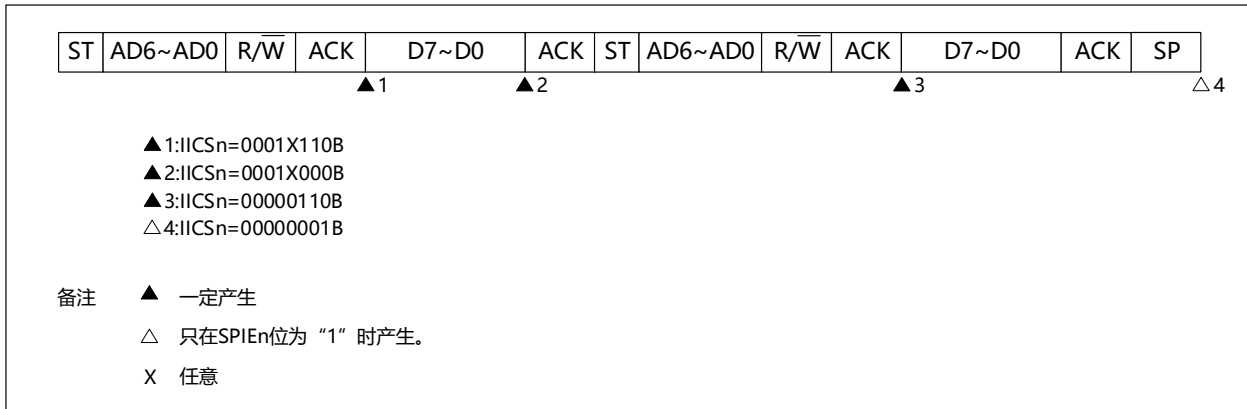 ST AD6~AD0 R/W̅ ACK D7~D0 ACK ST AD6~AD0 R/W̅ ACK D7~D0 ACK SP
▲1 ▲2 ▲3 △4
▲1:IICSn=0001X110B
▲2:IICSn=0001X000B
▲3:IICSn=00000110B
△4:IICSn=00000001B
备注 ▲ 一定产生
△ 只在SPIEn位为“1”时产生。
X 任意